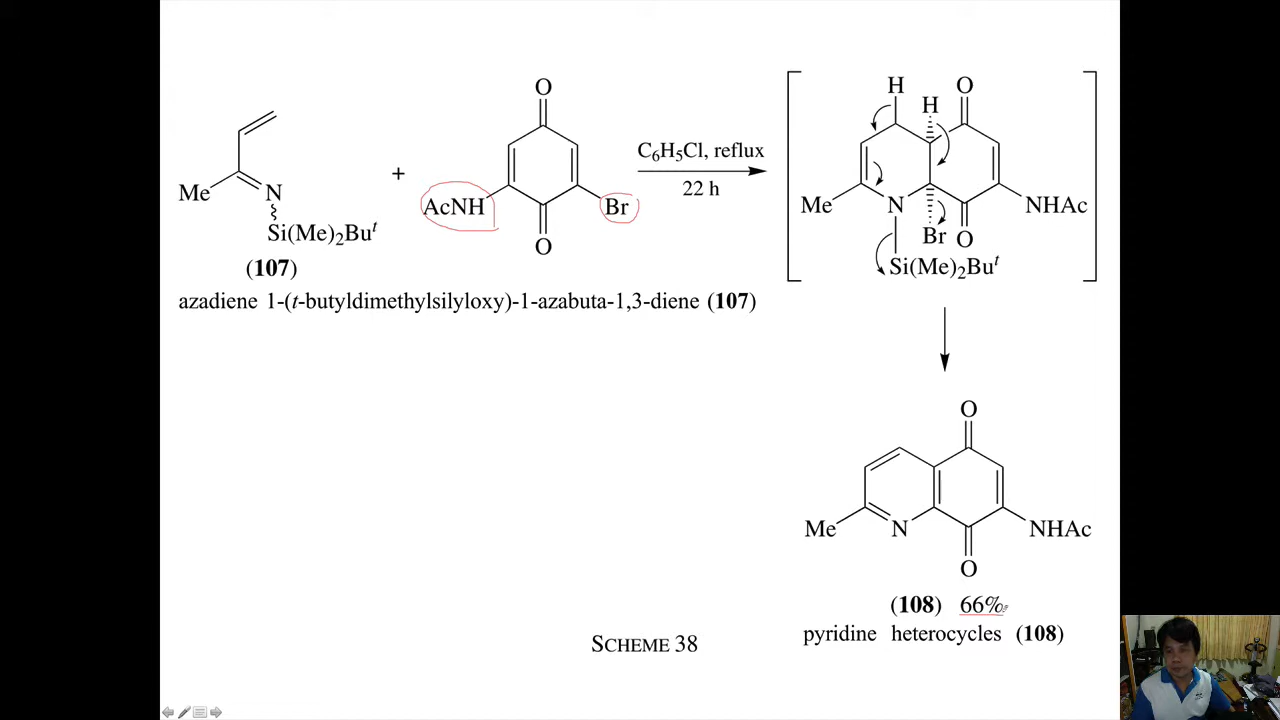 Me
N
Si(Me)₂Buᵗ
(107)
azadiene 1-(t-butyldimethylsilyloxy)-1-azabuta-1,3-diene (107)
+
O
AcNH
Br
O
C₆H₅Cl, reflux
22 h
H
H
O
Me
N
NHAc
Br
O
Si(Me)₂Buᵗ
O
Me
N
NHAc
O
(108) 66%
pyridine heterocycles (108)
SCHEME 38